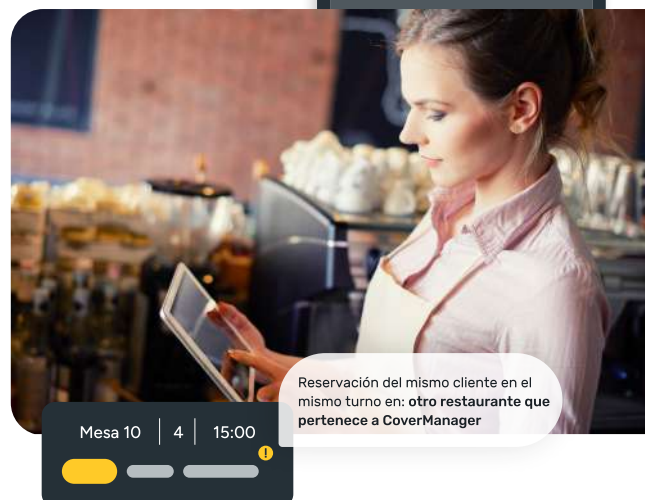 Reservación del mismo cliente en el
mismo turno en: otro restaurante que
pertenece a CoverManager
Mesa 10 | 4 | 15:00
!